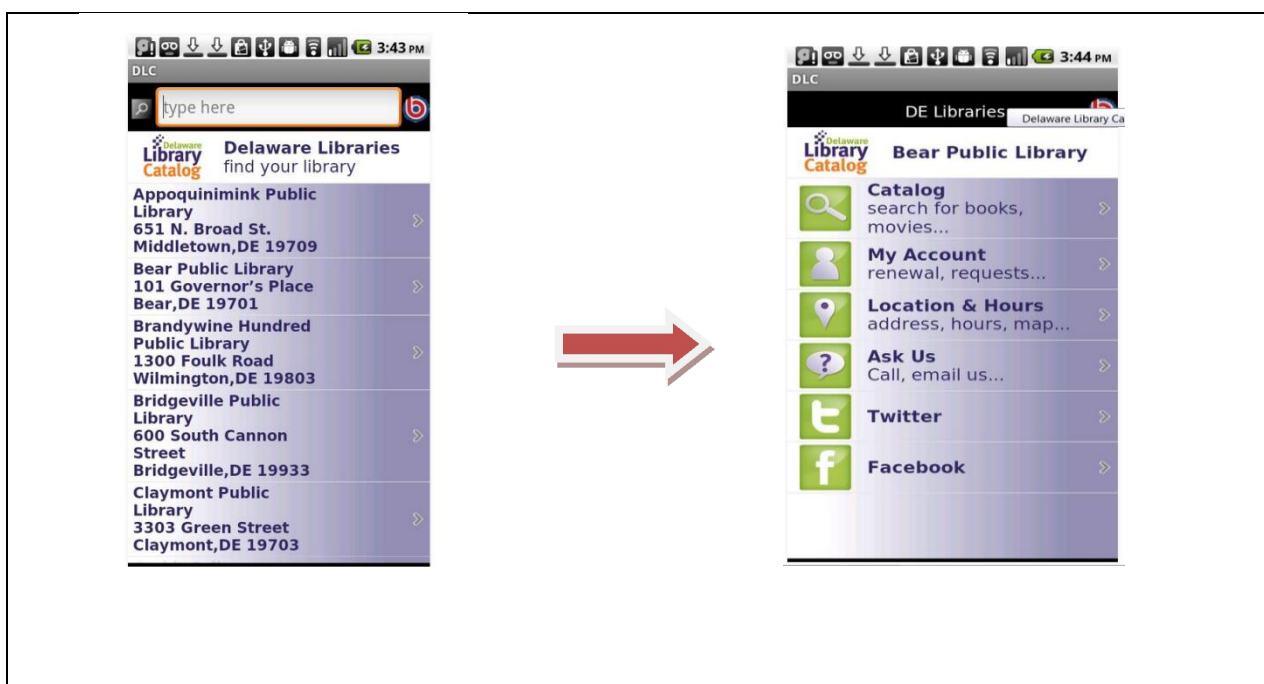 3:43 PM
DLC
type here
Delaware
Library
Catalog
Delaware Libraries
find your library
Appoquinimink Public
Library
651 N. Broad St.
Middletown,DE 19709
Bear Public Library
101 Governor's Place
Bear,DE 19701
Brandywine Hundred
Public Library
1300 Foulk Road
Wilmington,DE 19803
Bridgeville Public
Library
600 South Cannon
Street
Bridgeville,DE 19933
Claymont Public
Library
3303 Green Street
Claymont,DE 19703
3:44 PM
DLC
DE Libraries
Delaware Library Ca
Delaware
Library
Catalog
Bear Public Library
Catalog
search for books,
movies...
My Account
renewal, requests...
Location & Hours
address, hours, map...
Ask Us
Call, email us...
Twitter
Facebook